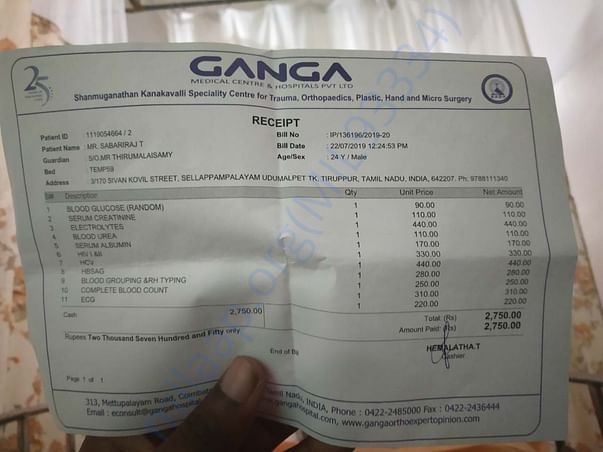 25
GANGA
MEDICAL CENTRE & HOSPITALS PVT LTD
Shanmuganathan Kanakavalli Speciality Centre for Trauma, Orthopaedics, Plastic, Hand and Micro Surgery
RECEIPT
Patient ID : 1119054664 / 2 Bill No : IP/136196/2019-20
Patient Name : MR. SABARIRAJ T Bill Date : 22/07/2019 12:24:53 PM
Guardian : S/O.MR THIRUMALAISAMY Age/Sex : 24 Y / Male
Bed : TEMP59
Address : 3/170 SIVAN KOVIL STREET, SELLAPPAMPALAYAM UDUMALPET TK. TIRUPPUR, TAMIL NADU, INDIA, 642207. Ph: 9788111340
S# Description Qty Unit Price Net Amount
1 BLOOD GLUCOSE (RANDOM) 1 90.00 90.00
2 SERUM CREATININE 1 110.00 110.00
3 ELECTROLYTES 1 440.00 440.00
4 BLOOD UREA 1 110.00 110.00
5 SERUM ALBUMIN 1 170.00 170.00
6 HIV I &II 1 330.00 330.00
7 HCV 1 440.00 440.00
8 HBSAG 1 280.00 280.00
9 BLOOD GROUPING &RH TYPING 1 250.00 250.00
10 COMPLETE BLOOD COUNT 1 310.00 310.00
11 ECG 1 220.00 220.00
Cash 2,750.00 Total: (Rs) 2,750.00
Amount Paid: (Rs) 2,750.00
Rupees Two Thousand Seven Hundred and Fifty only
HEMALATHA.T
Cashier
End of
Page 1 of 1
313, Mettupalayam Road, Nadu, INDIA, Phone : 0422-2485000 Fax : 0422-2436444
Email : econsult@gangahospital. www.gangaorthoexpertopinion.com